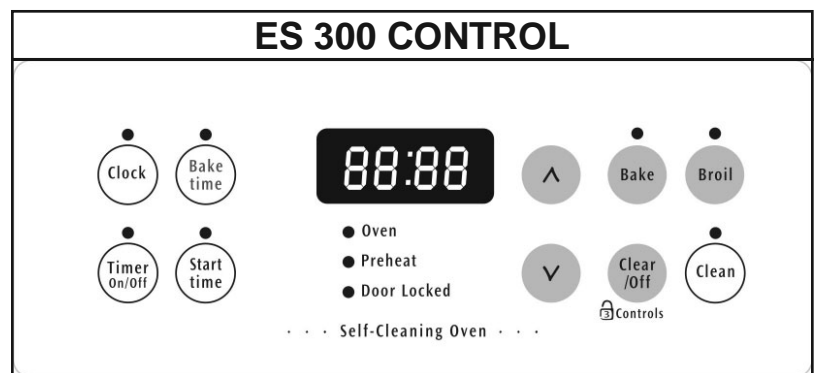 ES 300 CONTROL
Clock
Bake
time
88:88
∧
Bake
Broil
Timer
On/Off
Start
time
Oven
Preheat
Door Locked
∨
Clear
/Off
3 Controls
Clean
· · · Self-Cleaning Oven · · ·